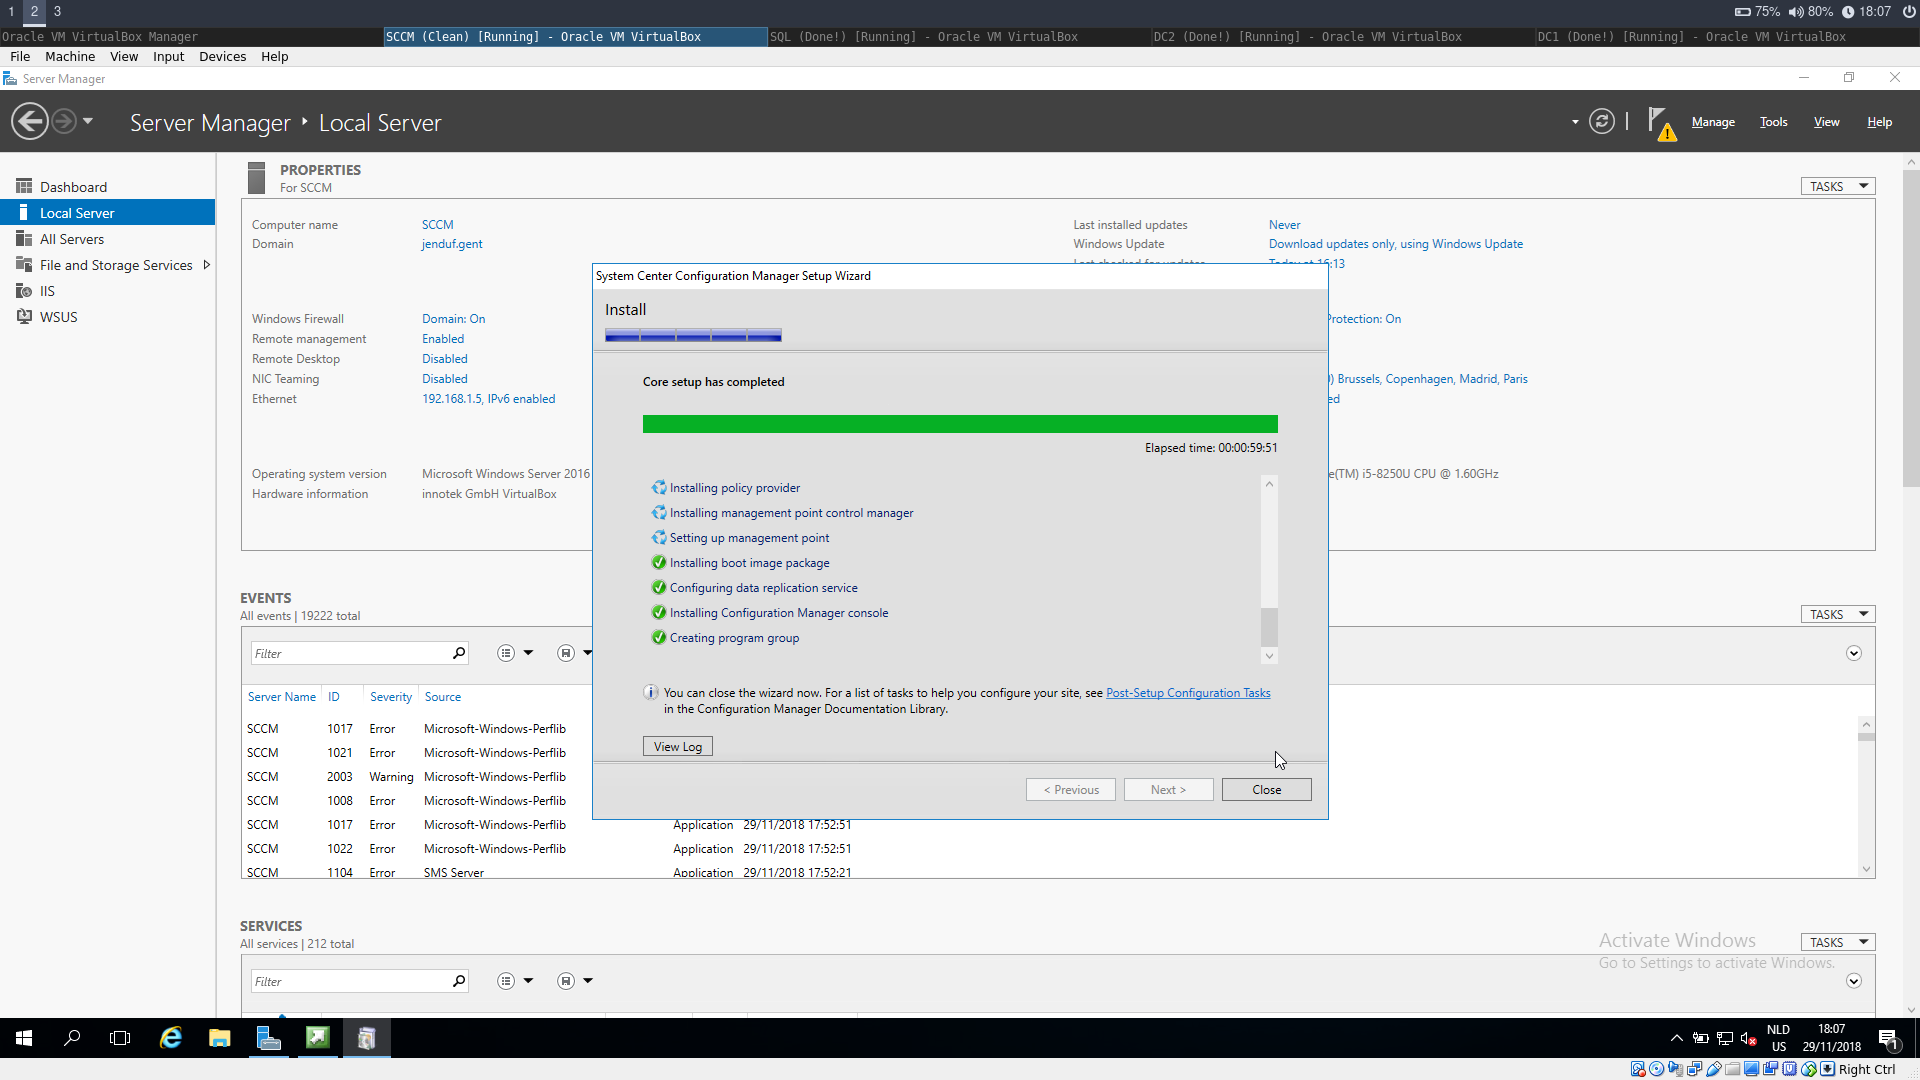 1 2 3 75% 80% 18:07
Oracle VM VirtualBox Manager SCCM (Clean) [Running] - Oracle VM VirtualBox SQL (Done!) [Running] - Oracle VM VirtualBox DC2 (Done!) [Running] - Oracle VM VirtualBox DC1 (Done!) [Running] - Oracle VM VirtualBox
File Machine View Input Devices Help
Server Manager
Server Manager Local Server Manage Tools View Help
Dashboard
Local Server
All Servers
File and Storage Services
IIS
WSUS
PROPERTIES
For SCCM
TASKS
Computer name SCCM Last installed updates Never
Domain jenduf.gent Windows Update Download updates only, using Windows Update
Last checked for updates Today at 16:13
Windows Firewall Domain: On Protection: On
Remote management Enabled
Remote Desktop Disabled
NIC Teaming Disabled ) Brussels, Copenhagen, Madrid, Paris
Ethernet 192.168.1.5, IPv6 enabled ed
Operating system version Microsoft Windows Server 2016 e(TM) i5-8250U CPU @ 1.60GHz
Hardware information innotek GmbH VirtualBox
System Center Configuration Manager Setup Wizard
Install
Core setup has completed
Elapsed time: 00:00:59:51
Installing policy provider
Installing management point control manager
Setting up management point
Installing boot image package
Configuring data replication service
Installing Configuration Manager console
Creating program group
You can close the wizard now. For a list of tasks to help you configure your site, see Post-Setup Configuration Tasks
in the Configuration Manager Documentation Library.
View Log
< Previous Next > Close
EVENTS
All events | 19222 total
TASKS
Filter
Server Name ID Severity Source
SCCM 1017 Error Microsoft-Windows-Perflib
SCCM 1021 Error Microsoft-Windows-Perflib
SCCM 2003 Warning Microsoft-Windows-Perflib
SCCM 1008 Error Microsoft-Windows-Perflib
SCCM 1017 Error Microsoft-Windows-Perflib Application 29/11/2018 17:52:51
SCCM 1022 Error Microsoft-Windows-Perflib Application 29/11/2018 17:52:51
SCCM 1104 Error SMS Server Application 29/11/2018 17:52:21
SERVICES
All services | 212 total
TASKS
Filter
Activate Windows
Go to Settings to activate Windows.
NLD
US
18:07
29/11/2018
1
Right Ctrl